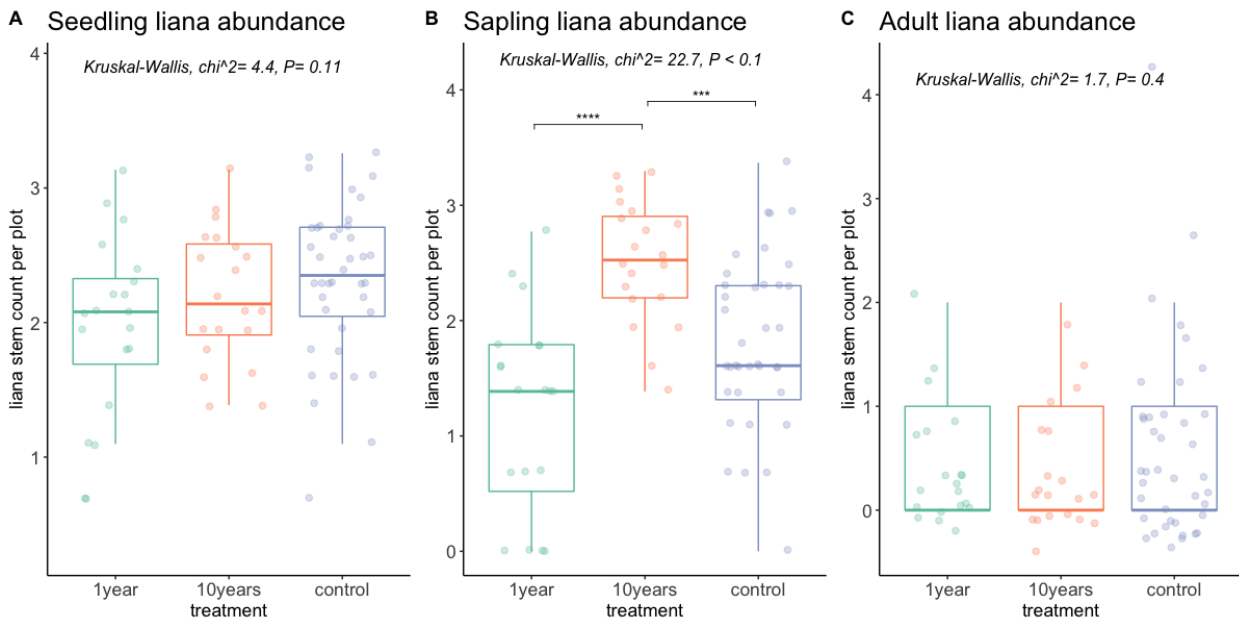 A Seedling liana abundance
Kruskal-Wallis, chi^2= 4.4, P= 0.11
liana stem count per plot
4
3
2
1
1year 10years control
treatment
B Sapling liana abundance
Kruskal-Wallis, chi^2= 22.7, P < 0.1
**** ***
liana stem count per plot
4
3
2
1
0
1year 10years control
treatment
C Adult liana abundance
Kruskal-Wallis, chi^2= 1.7, P= 0.4
liana stem count per plot
4
3
2
1
0
1year 10years control
treatment